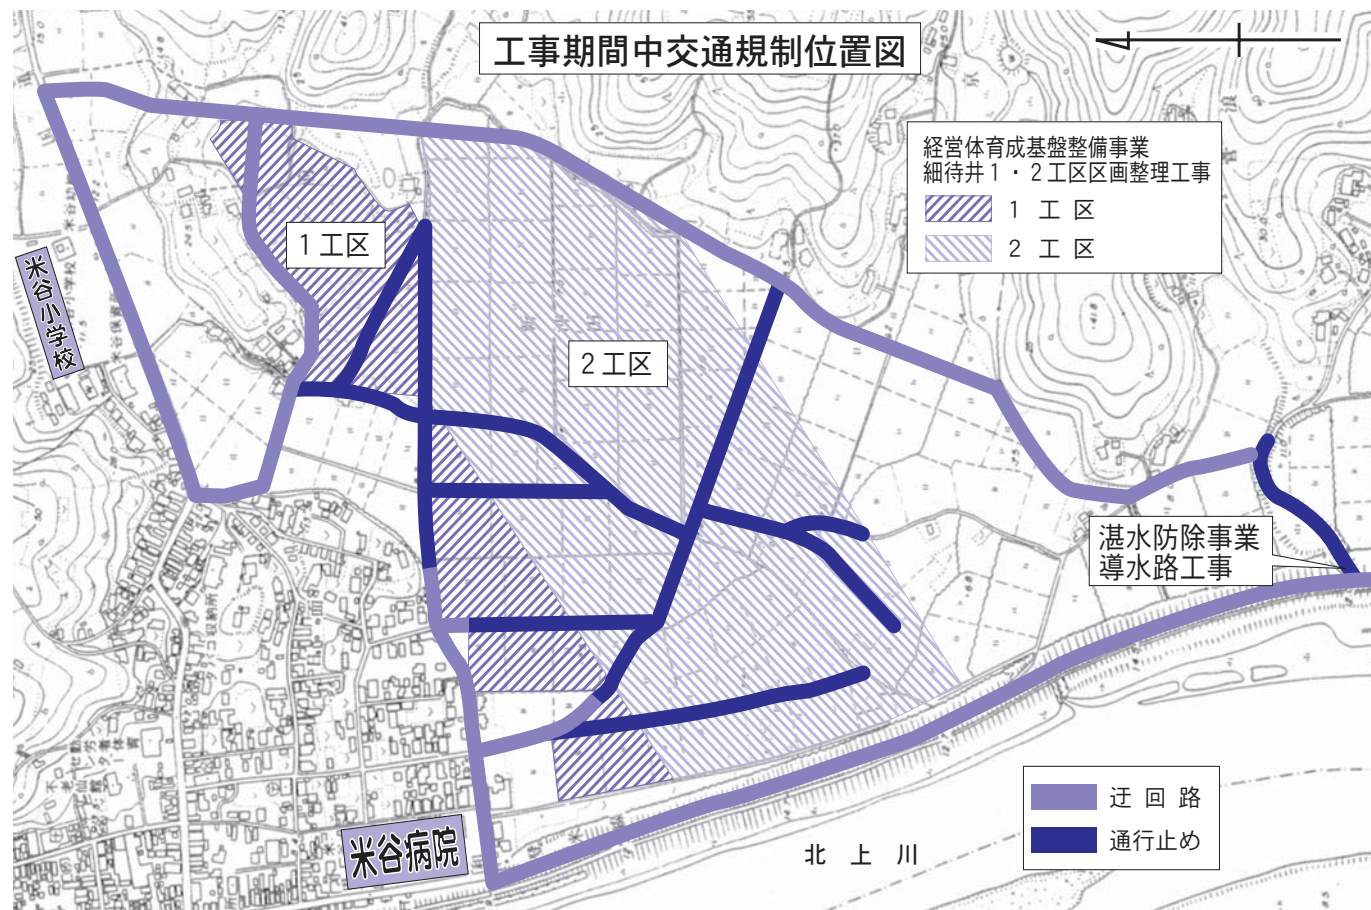 工事期間中交通規制位置図
経営体育成基盤整備事業
細待井1・2工区区画整理工事
1 工 区
2 工 区
1工区
2工区
米谷小学校
湛水防除事業
導水路工事
迂 回 路
通行止め
北 上 川
米谷病院